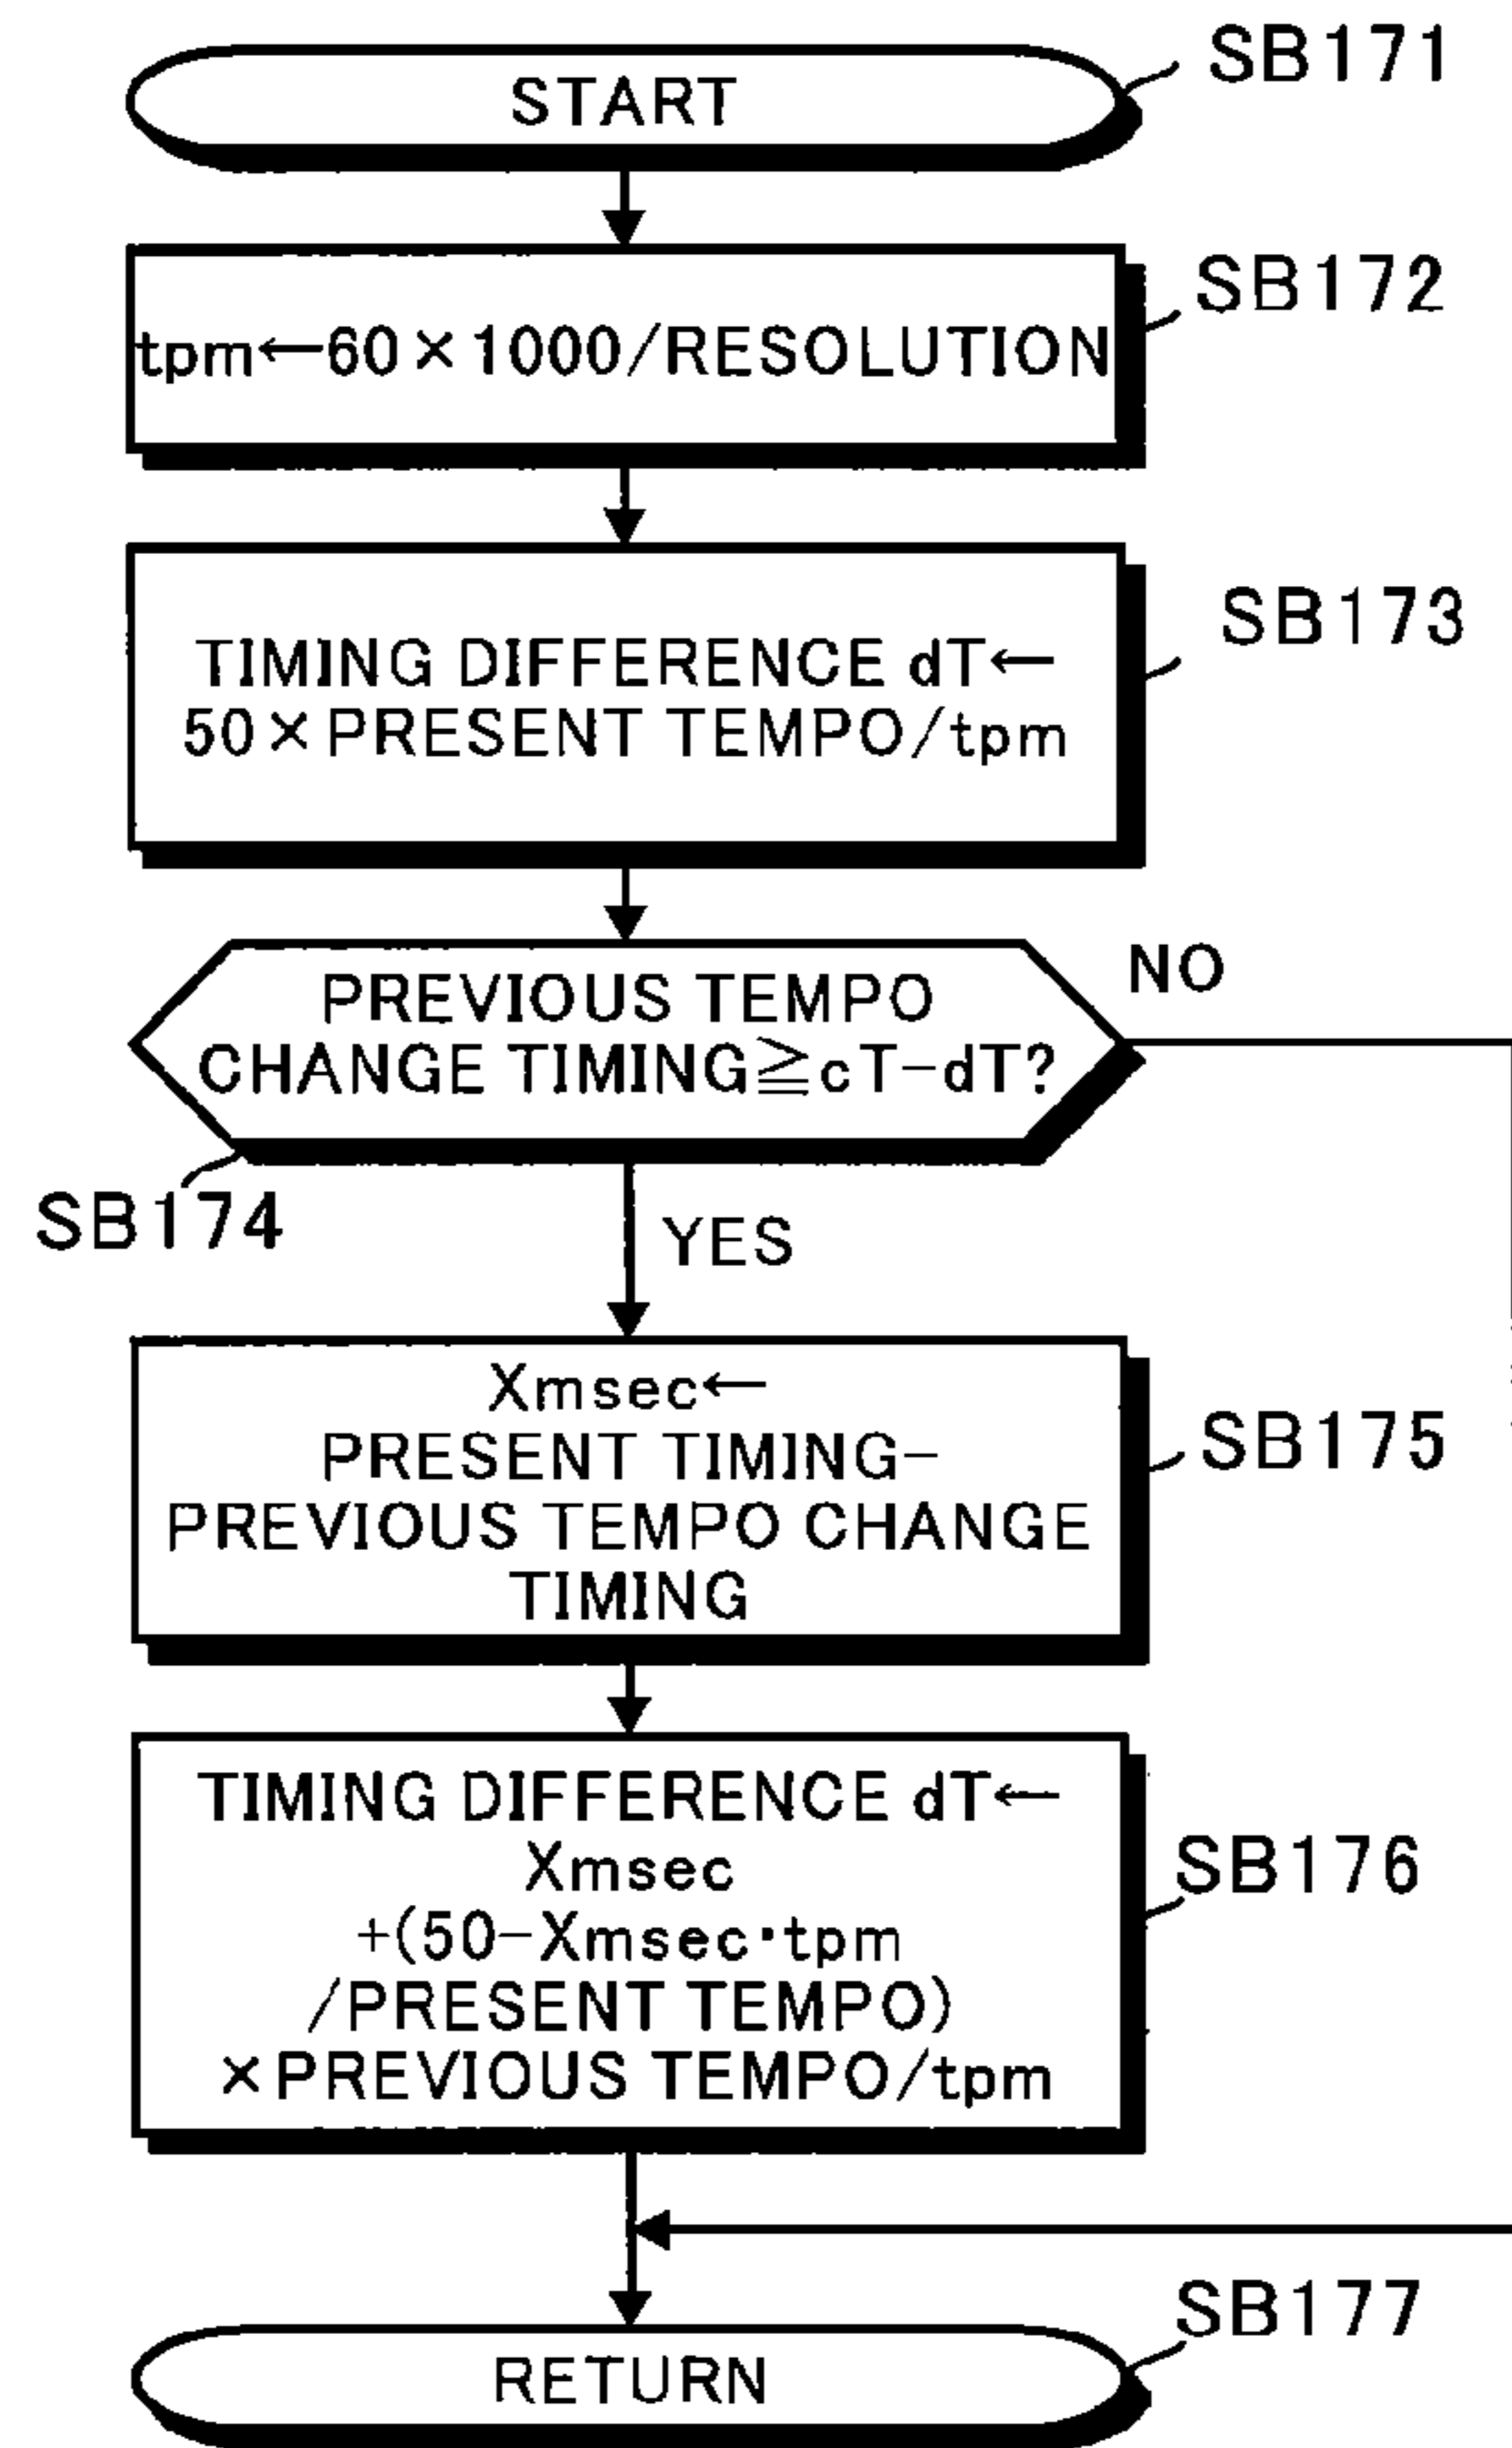 START
SB171
tpm←60×1000/RESOLUTION
SB172
TIMING DIFFERENCE dT←
50×PRESENT TEMPO/tpm
SB173
PREVIOUS TEMPO
CHANGE TIMING≧cT−dT?
NO
SB174
YES
Xmsec←
PRESENT TIMING−
PREVIOUS TEMPO CHANGE
TIMING
SB175
TIMING DIFFERENCE dT←
Xmsec
+(50−Xmsec·tpm
/PRESENT TEMPO)
×PREVIOUS TEMPO/tpm
SB176
RETURN
SB177